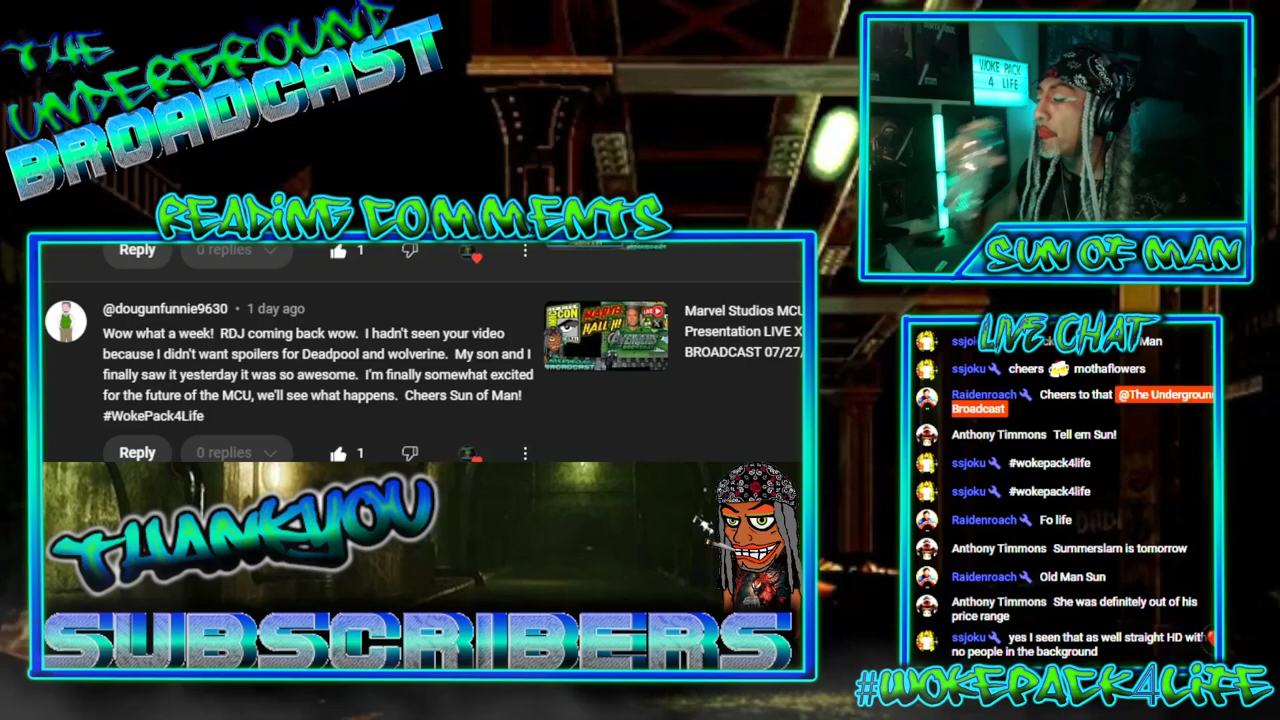 THE
UNDERGROUND
BROADCAST
READING COMMENTS
Reply 0 replies 1
@dougunfunnie9630 • 1 day ago
Wow what a week! RDJ coming back wow. I hadn't seen your video
because I didn't want spoilers for Deadpool and wolverine. My son and I
finally saw it yesterday it was so awesome. I'm finally somewhat excited
for the future of the MCU, we'll see what happens. Cheers Sun of Man!
#WokePack4Life
Reply 0 replies 1
CON
HALL H!
LIVE
Marvel Studios MCU
Presentation LIVE X
BROADCAST 07/27/
THANKYOU
SUBSCRIBERS
WOKE PACK
4 LIFE
SUN OF MAN
LIVE CHAT
Man
ssjoku cheers mothaflowers
Raidenroach Cheers to that @The Undergroun
Broadcast
Anthony Timmons Tell em Sun!
ssjoku #wokepack4life
ssjoku #wokepack4life
Raidenroach Fo life
Anthony Timmons Summerslam is tomorrow
Raidenroach Old Man Sun
Anthony Timmons She was definitely out of his
price range
ssjoku yes I seen that as well straight HD with
no people in the background
#WOKEPACK4LIFE